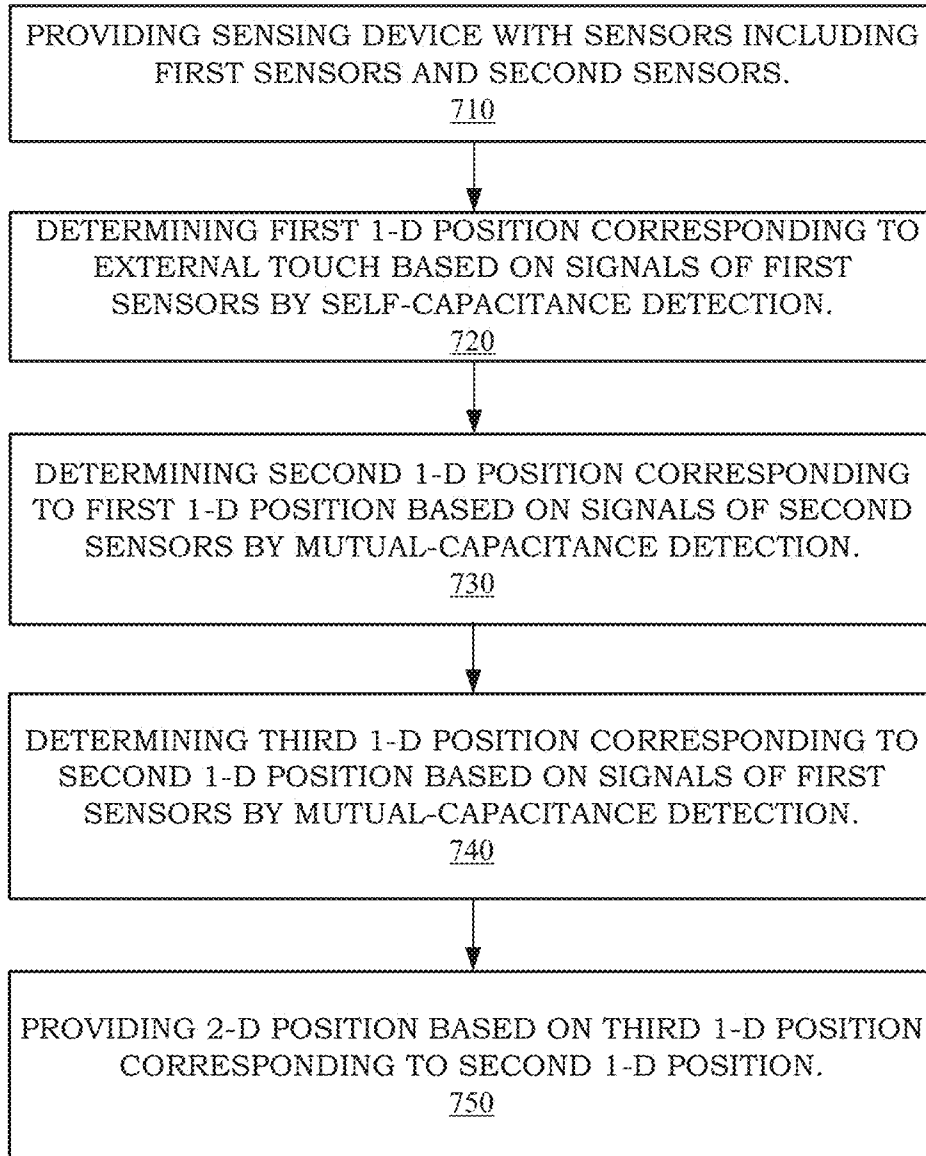 PROVIDING SENSING DEVICE WITH SENSORS INCLUDING
FIRST SENSORS AND SECOND SENSORS.
710
DETERMINING FIRST 1-D POSITION CORRESPONDING TO
EXTERNAL TOUCH BASED ON SIGNALS OF FIRST
SENSORS BY SELF-CAPACITANCE DETECTION.
720
DETERMINING SECOND 1-D POSITION CORRESPONDING
TO FIRST 1-D POSITION BASED ON SIGNALS OF SECOND
SENSORS BY MUTUAL-CAPACITANCE DETECTION.
730
DETERMINING THIRD 1-D POSITION CORRESPONDING TO
SECOND 1-D POSITION BASED ON SIGNALS OF FIRST
SENSORS BY MUTUAL-CAPACITANCE DETECTION.
740
PROVIDING 2-D POSITION BASED ON THIRD 1-D POSITION
CORRESPONDING TO SECOND 1-D POSITION.
750